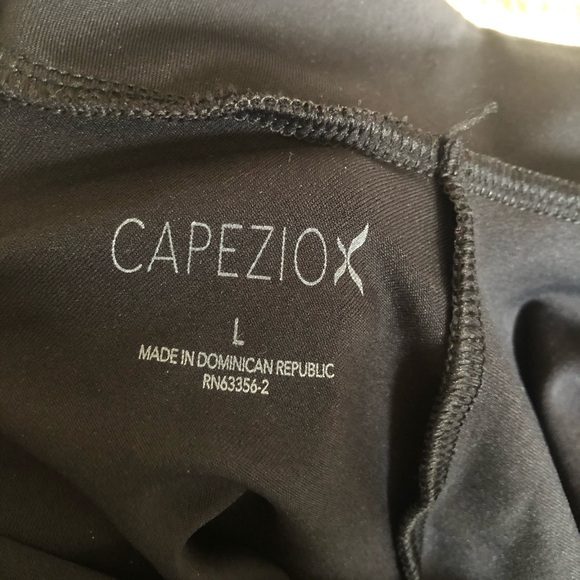 CAPEZIOX
L
MADE IN DOMINICAN REPUBLIC
RN63356-2